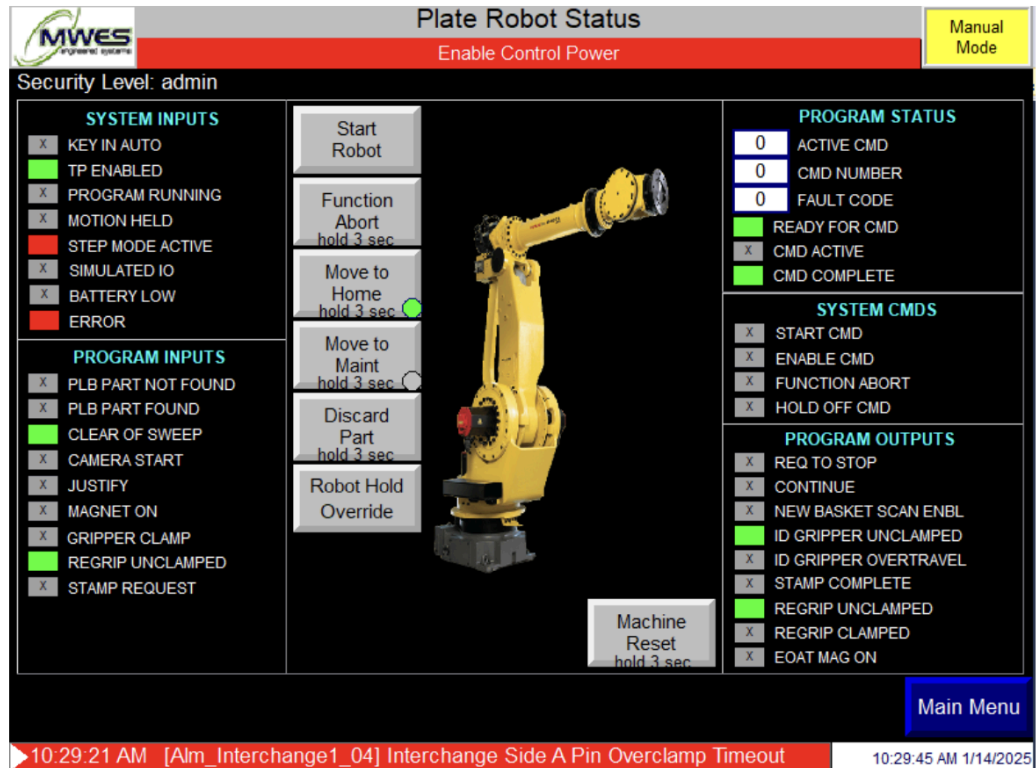 MWES
engineered systems
Plate Robot Status
Enable Control Power
Manual
Mode
Security Level: admin
SYSTEM INPUTS
X KEY IN AUTO
TP ENABLED
X PROGRAM RUNNING
X MOTION HELD
STEP MODE ACTIVE
X SIMULATED IO
X BATTERY LOW
ERROR
PROGRAM INPUTS
X PLB PART NOT FOUND
X PLB PART FOUND
CLEAR OF SWEEP
X CAMERA START
X JUSTIFY
X MAGNET ON
X GRIPPER CLAMP
REGRIP UNCLAMPED
X STAMP REQUEST
Start
Robot
Function
Abort
hold 3 sec
Move to
Home
hold 3 sec
Move to
Maint
hold 3 sec
Discard
Part
hold 3 sec
Robot Hold
Override
Machine
Reset
hold 3 sec
PROGRAM STATUS
0 ACTIVE CMD
0 CMD NUMBER
0 FAULT CODE
READY FOR CMD
X CMD ACTIVE
CMD COMPLETE
SYSTEM CMDS
X START CMD
X ENABLE CMD
X FUNCTION ABORT
X HOLD OFF CMD
PROGRAM OUTPUTS
X REQ TO STOP
X CONTINUE
X NEW BASKET SCAN ENBL
ID GRIPPER UNCLAMPED
X ID GRIPPER OVERTRAVEL
X STAMP COMPLETE
REGRIP UNCLAMPED
X REGRIP CLAMPED
X EOAT MAG ON
Main Menu
10:29:21 AM [Alm_Interchange1_04] Interchange Side A Pin Overclamp Timeout
10:29:45 AM 1/14/2025